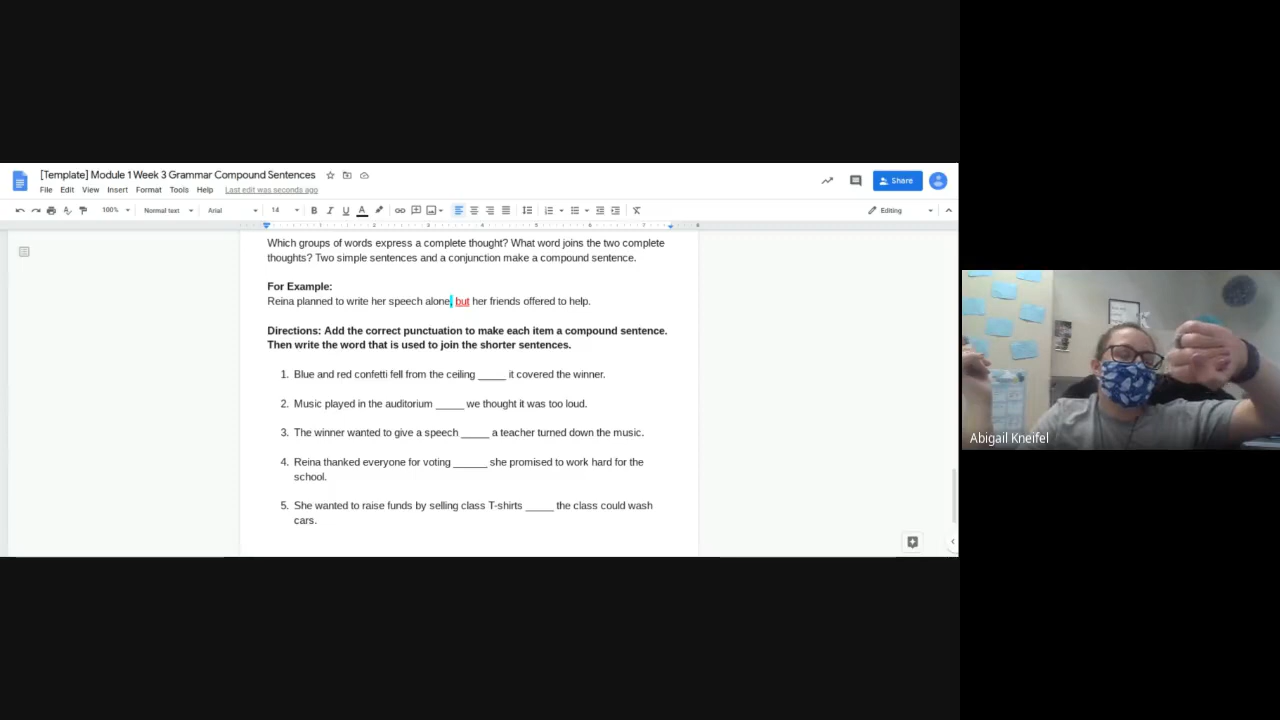 [Template] Module 1 Week 3 Grammar Compound Sentences
File Edit View Insert Format Tools Help Last edit was seconds ago
Share
100% Normal text Arial 14 B I U A Editing
Which groups of words express a complete thought? What word joins the two complete
thoughts? Two simple sentences and a conjunction make a compound sentence.
For Example:
Reina planned to write her speech alone, but her friends offered to help.
Directions: Add the correct punctuation to make each item a compound sentence.
Then write the word that is used to join the shorter sentences.
1. Blue and red confetti fell from the ceiling _____ it covered the winner.
2. Music played in the auditorium _____ we thought it was too loud.
3. The winner wanted to give a speech _____ a teacher turned down the music.
4. Reina thanked everyone for voting ______ she promised to work hard for the
school.
5. She wanted to raise funds by selling class T-shirts _____ the class could wash
cars.
Abigail Kneifel